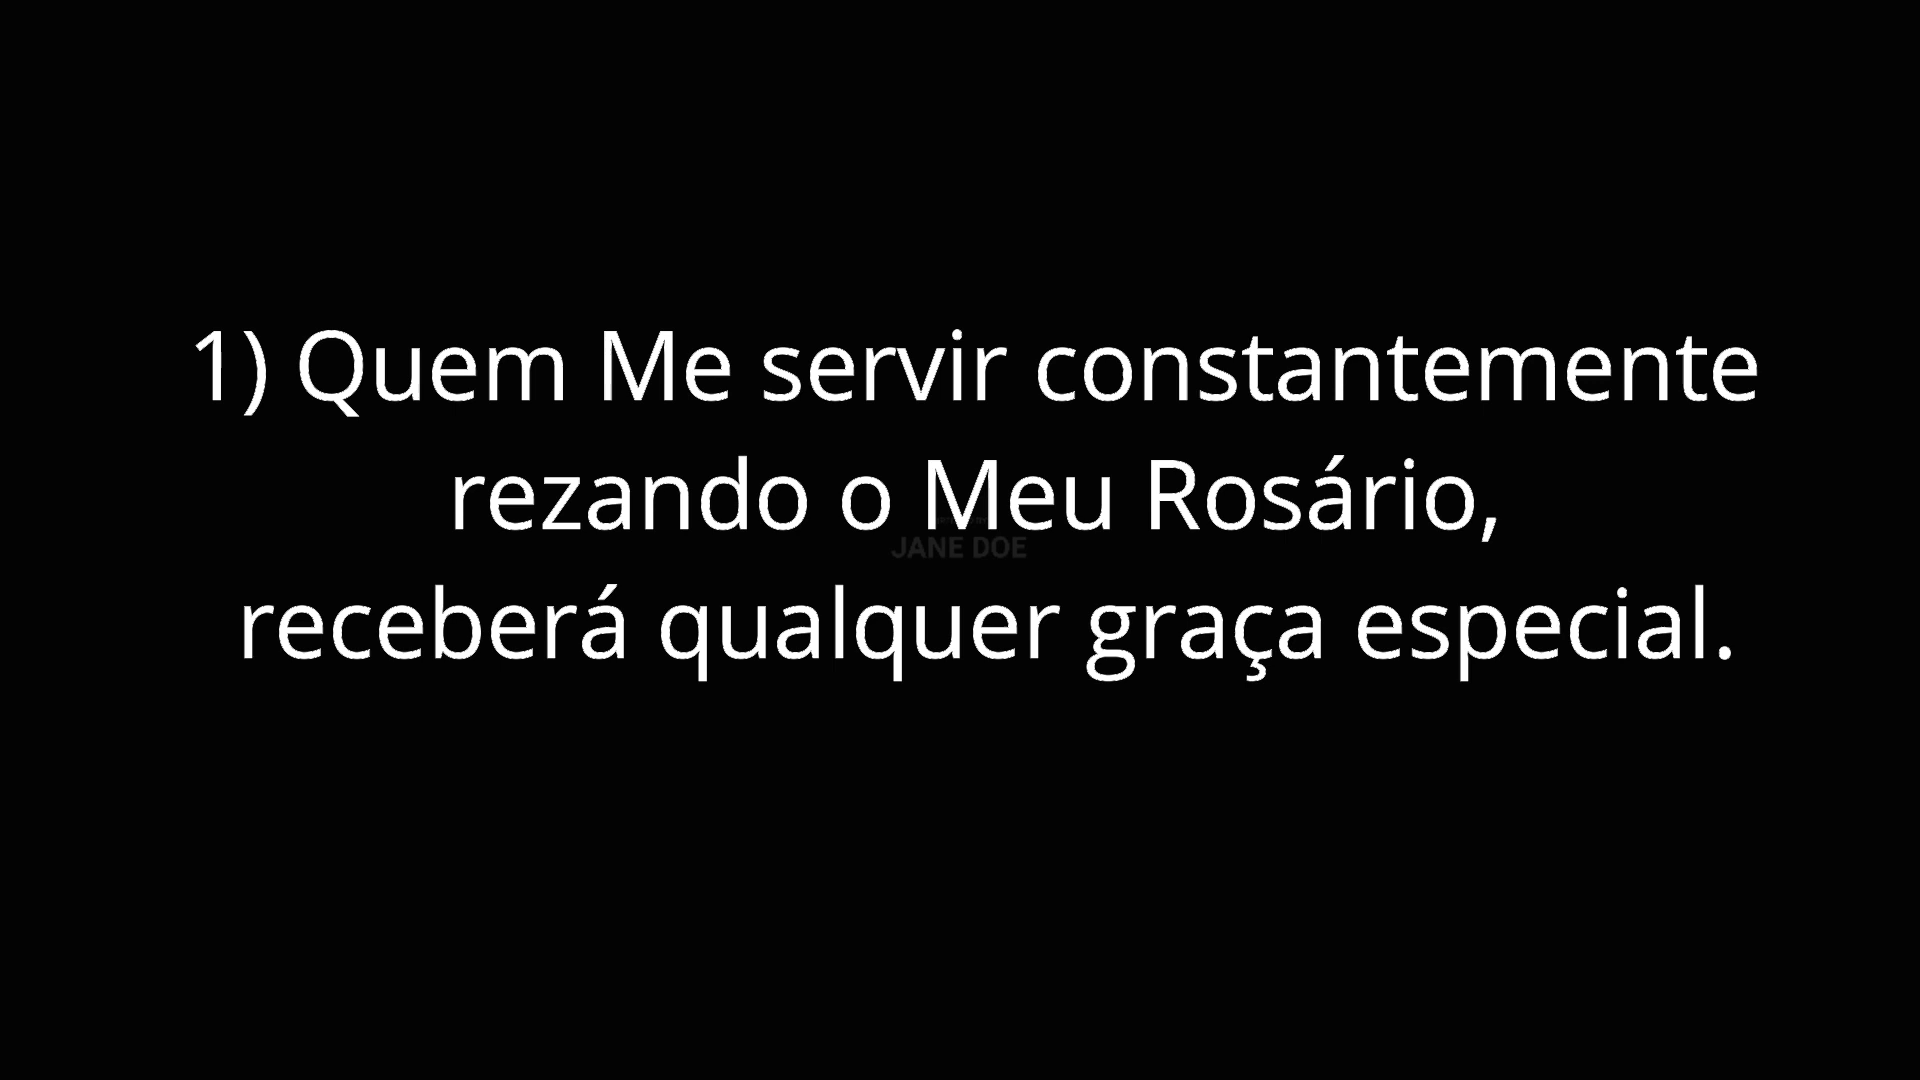 1) Quem Me servir constantemente
rezando o Meu Rosário,
JANE DOE
receberá qualquer graça especial.